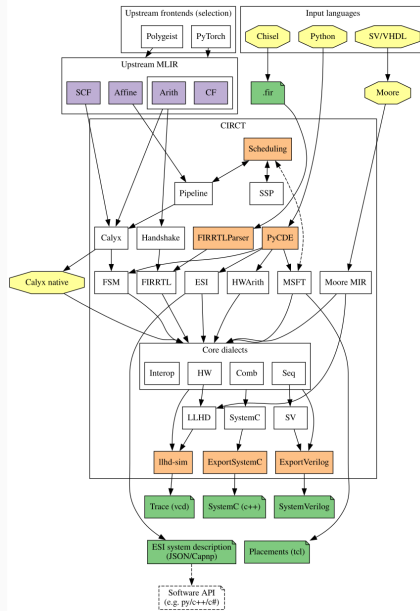 Upstream frontends (selection)
Input languages
Polygeist
PyTorch
Chisel
Python
SV/VHDL
Upstream MLIR
SCF
Affine
Arith
CF
.fir
Moore
CIRCT
Scheduling
Pipeline
SSP
Calyx
Handshake
FIRRTLParser
PyCDE
Calyx native
FSM
FIRRTL
ESI
HWArith
MSFT
Moore MIR
Core dialects
Interop
HW
Comb
Seq
LLHD
SystemC
SV
llhd-sim
ExportSystemC
ExportVerilog
Trace (vcd)
SystemC (c++)
SystemVerilog
ESI system description
(JSON/Capnp)
Placements (tcl)
Software API
(e.g. py/c++/c#)